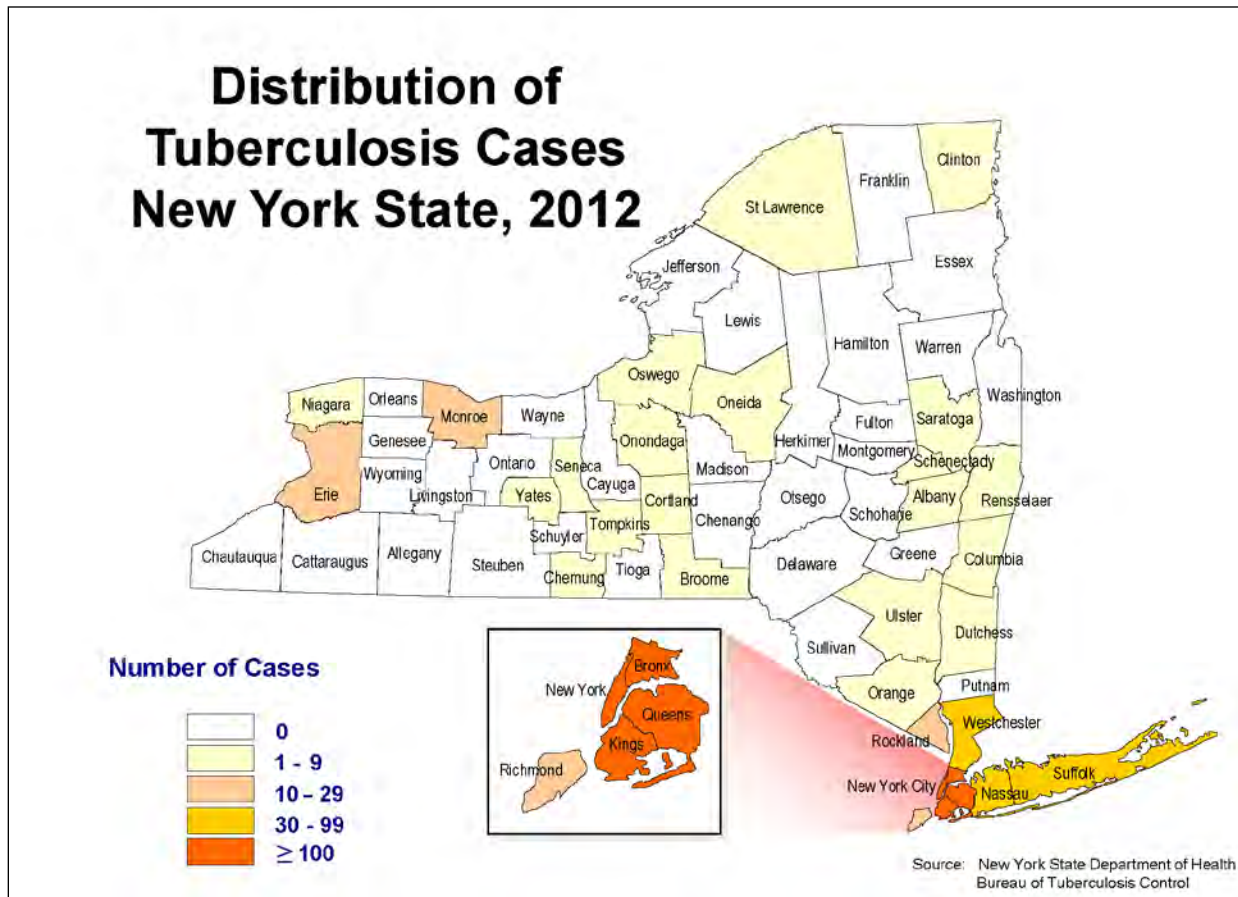 Distribution of
Tuberculosis Cases
New York State, 2012
Clinton
Franklin
St Lawrence
Essex
Jefferson
Lewis
Hamilton
Warren
Washington
Oswego
Oneida
Niagara
Orleans
Monroe
Wayne
Fulton
Saratoga
Onondaga
Herkimer
Montgomery
Genesee
Madison
Schenectady
Ontario
Seneca
Cayuga
Wyoming
Erie
Livingston
Yates
Cortland
Otsego
Albany
Rensselaer
Schoharie
Tompkins
Chenango
Schuyler
Greene
Chautauqua
Cattaraugus
Allegany
Steuben
Chemung
Tioga
Broome
Delaware
Columbia
Ulster
Dutchess
Sullivan
Orange
Putnam
Westchester
Rockland
Suffolk
New York City
Nassau
Bronx
New York
Queens
Kings
Richmond
Number of Cases
0
1 - 9
10 - 29
30 - 99
≥ 100
Source: New York State Department of Health
Bureau of Tuberculosis Control